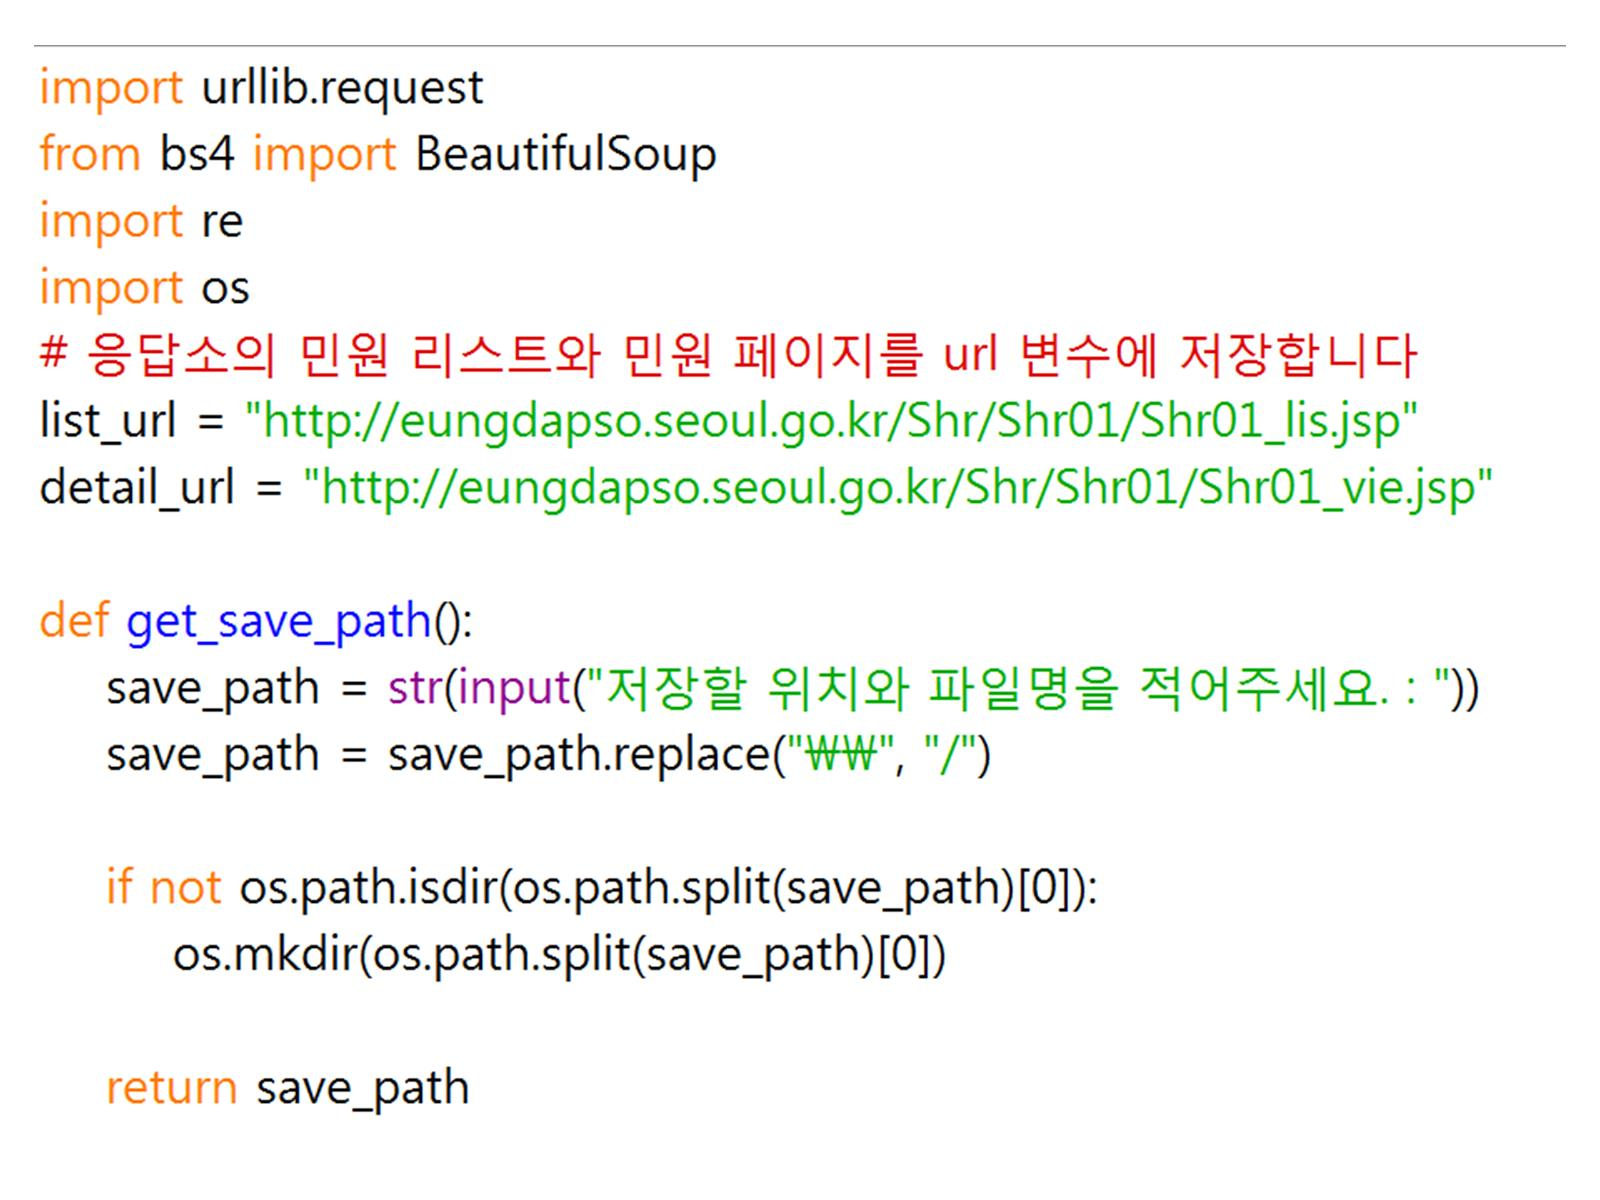 import urllib.request
from bs4 import BeautifulSoup
import re
import os
# 응답소의 민원 리스트와 민원 페이지를 url 변수에 저장합니다
list_url = "http://eungdapso.seoul.go.kr/Shr/Shr01/Shr01_lis.jsp"
detail_url = "http://eungdapso.seoul.go.kr/Shr/Shr01/Shr01_vie.jsp"
def get_save_path():
    save_path = str(input("저장할 위치와 파일명을 적어주세요. : "))
    save_path = save_path.replace("₩₩", "/")
    if not os.path.isdir(os.path.split(save_path)[0]):
        os.mkdir(os.path.split(save_path)[0])
    return save_path